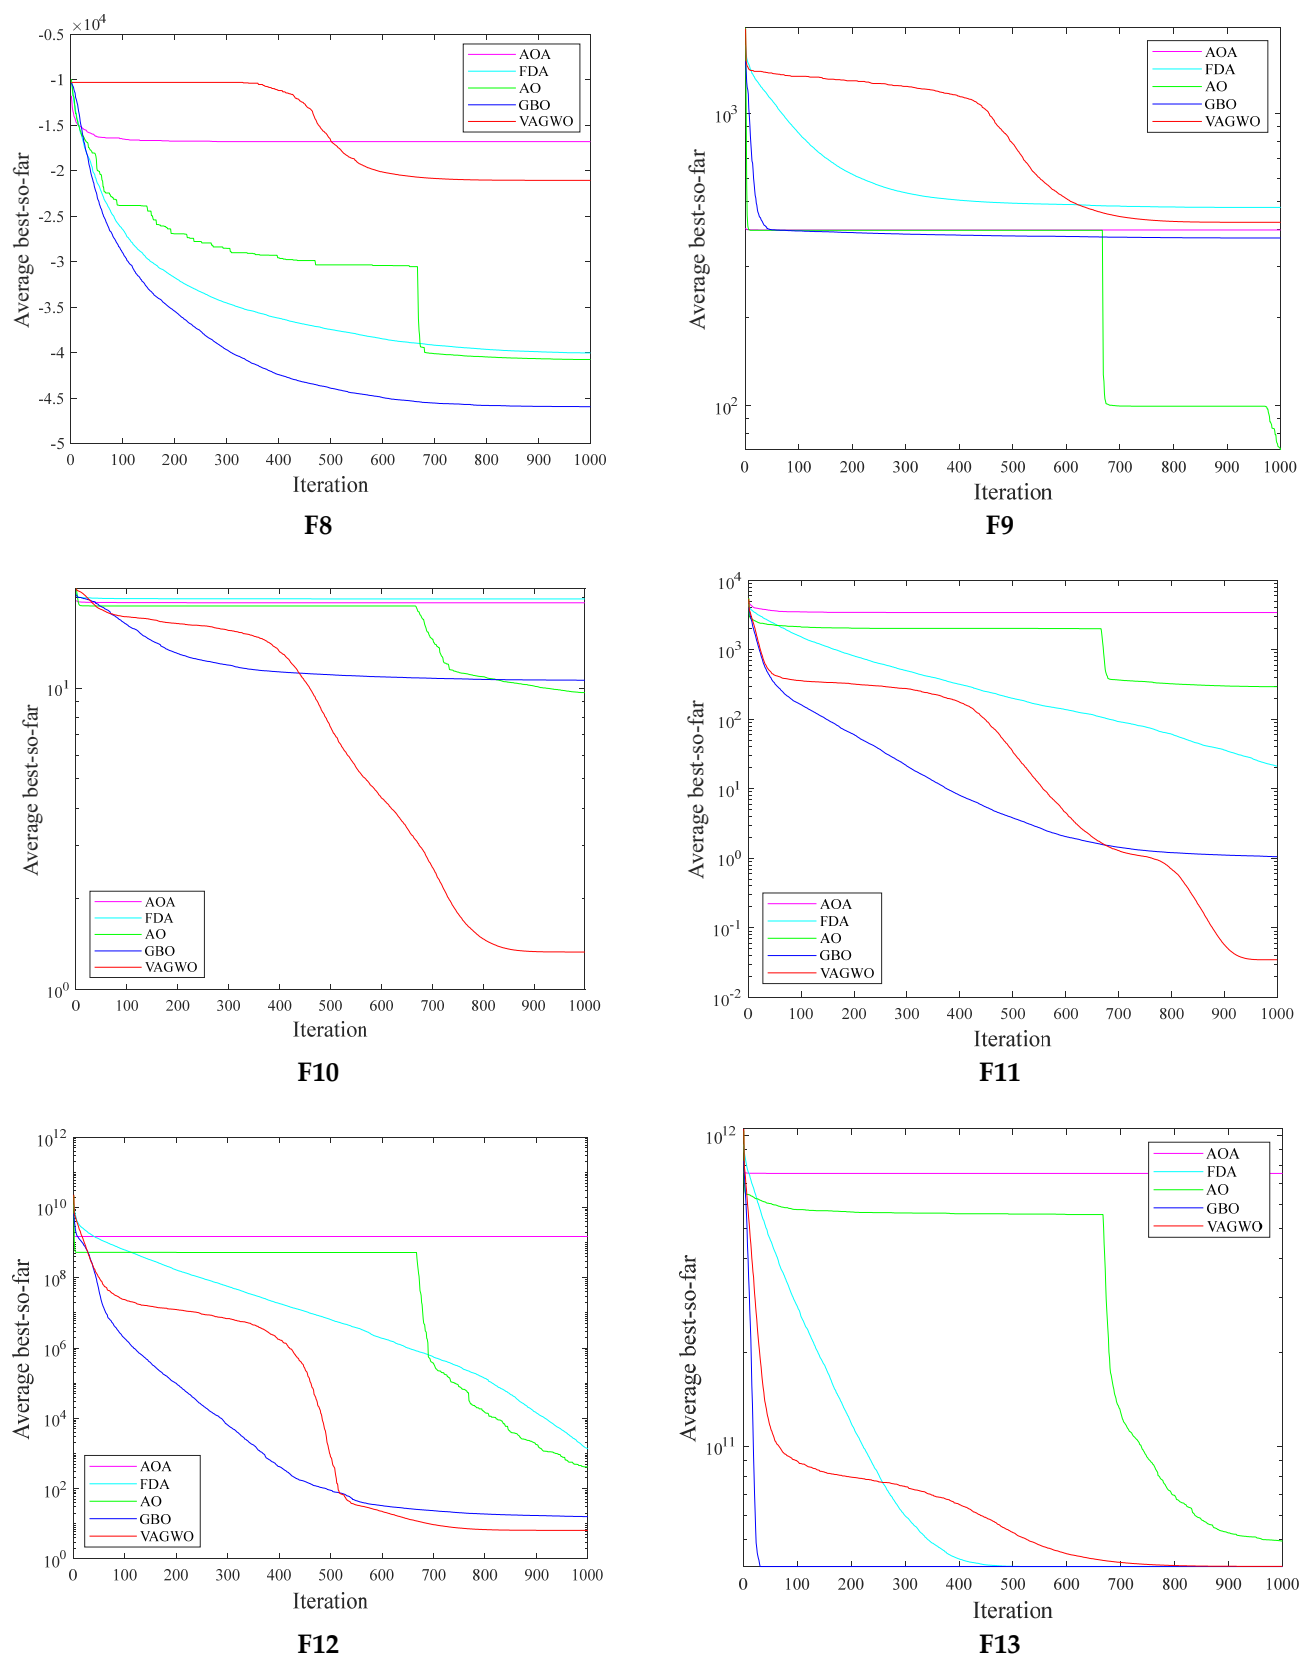 ×10⁴
-0.5
-1
-1.5
-2
-2.5
-3
-3.5
-4
-4.5
-5
Average best-so-far
AOA
FDA
AO
GBO
VAGWO
0 100 200 300 400 500 600 700 800 900 1000
Iteration
F8
10³
10²
Average best-so-far
AOA
FDA
AO
GBO
VAGWO
0 100 200 300 400 500 600 700 800 900 1000
Iteration
F9
10¹
10⁰
Average best-so-far
AOA
FDA
AO
GBO
VAGWO
0 100 200 300 400 500 600 700 800 900 1000
Iteration
F10
10⁴
10³
10²
10¹
10⁰
10⁻¹
10⁻²
Average best-so-far
AOA
FDA
AO
GBO
VAGWO
0 100 200 300 400 500 600 700 800 900 1000
Iteration
F11
10¹²
10¹⁰
10⁸
10⁶
10⁴
10²
10⁰
Average best-so-far
AOA
FDA
AO
GBO
VAGWO
0 100 200 300 400 500 600 700 800 900 1000
Iteration
F12
10¹²
10¹¹
Average best-so-far
AOA
FDA
AO
GBO
VAGWO
0 100 200 300 400 500 600 700 800 900 1000
Iteration
F13